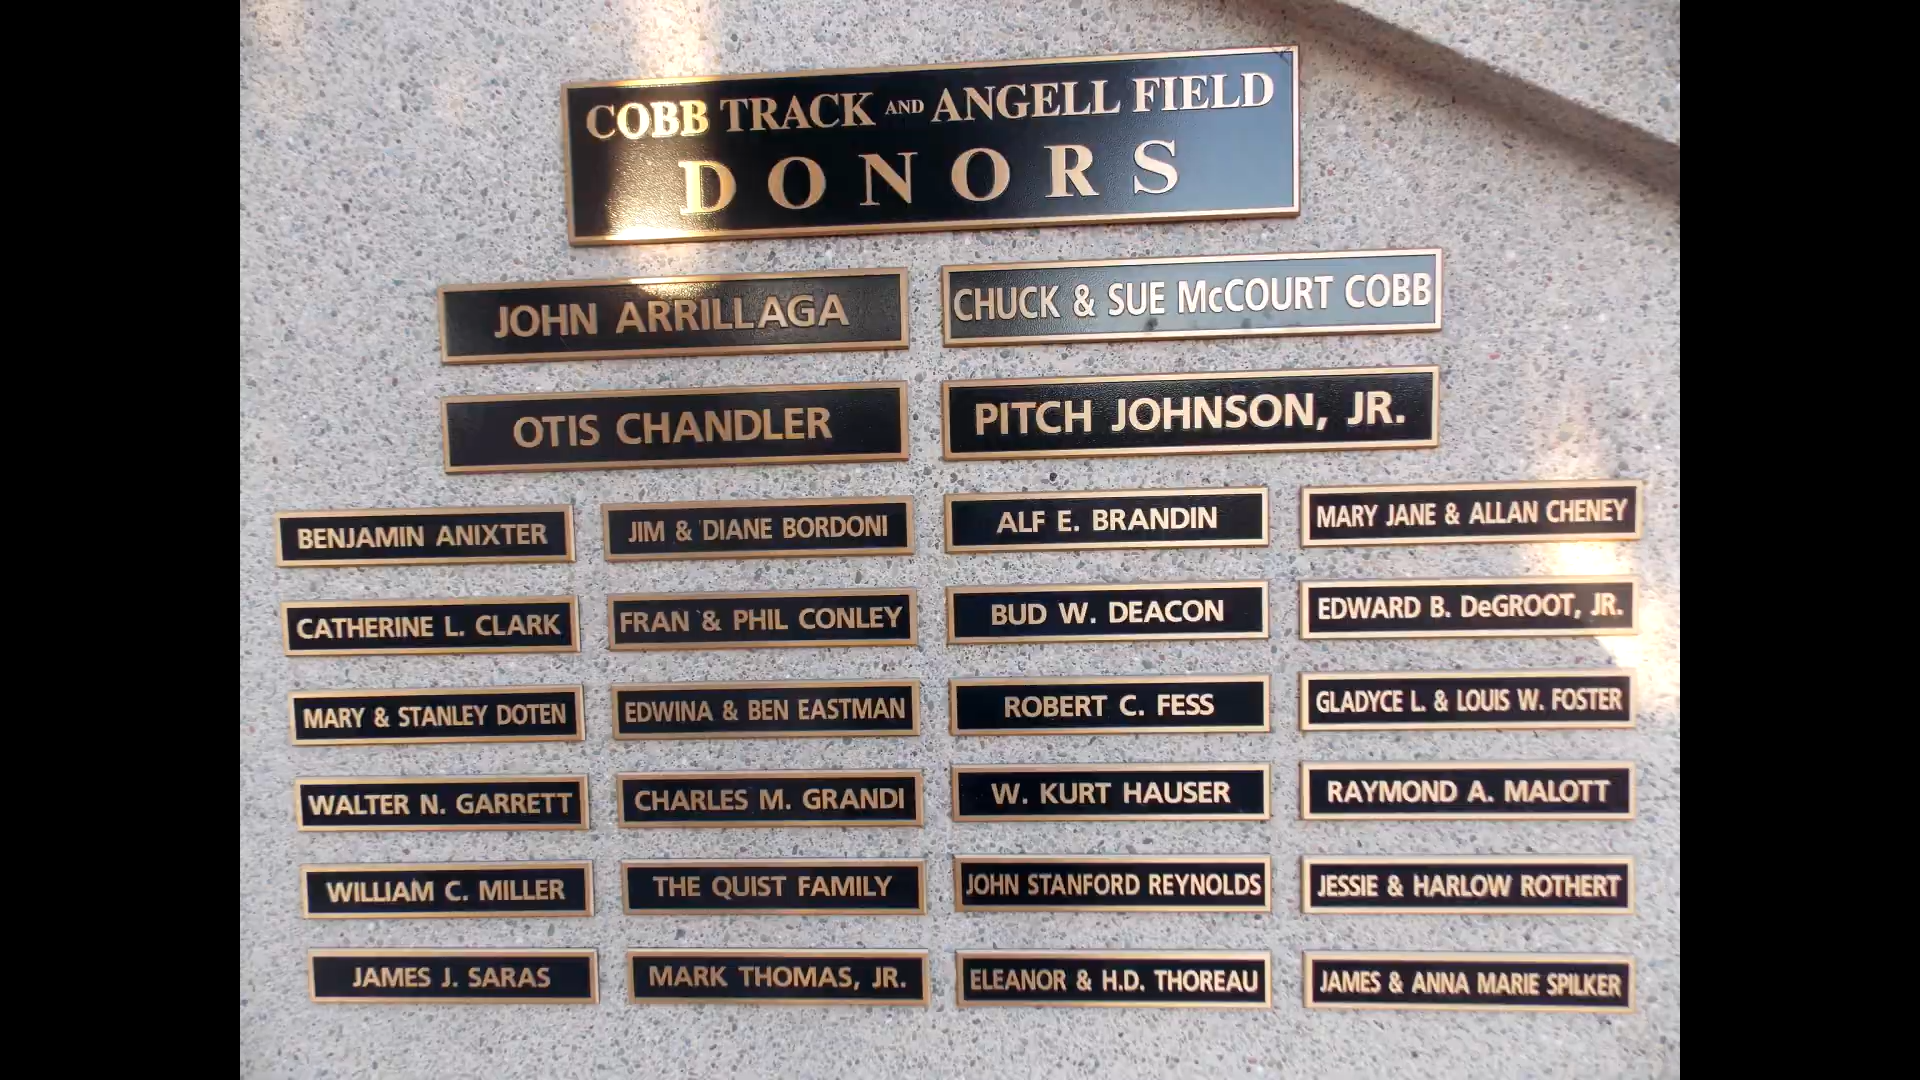 COBB TRACK AND ANGELL FIELD
DONORS
JOHN ARRILLAGA
CHUCK & SUE McCOURT COBB
OTIS CHANDLER
PITCH JOHNSON, JR.
BENJAMIN ANIXTER
JIM & DIANE BORDONI
ALF E. BRANDIN
MARY JANE & ALLAN CHENEY
CATHERINE L. CLARK
FRAN & PHIL CONLEY
BUD W. DEACON
EDWARD B. DeGROOT, JR.
MARY & STANLEY DOTEN
EDWINA & BEN EASTMAN
ROBERT C. FESS
GLADYCE L. & LOUIS W. FOSTER
WALTER N. GARRETT
CHARLES M. GRANDI
W. KURT HAUSER
RAYMOND A. MALOTT
WILLIAM C. MILLER
THE QUIST FAMILY
JOHN STANFORD REYNOLDS
JESSIE & HARLOW ROTHERT
JAMES J. SARAS
MARK THOMAS, JR.
ELEANOR & H.D. THOREAU
JAMES & ANNA MARIE SPILKER